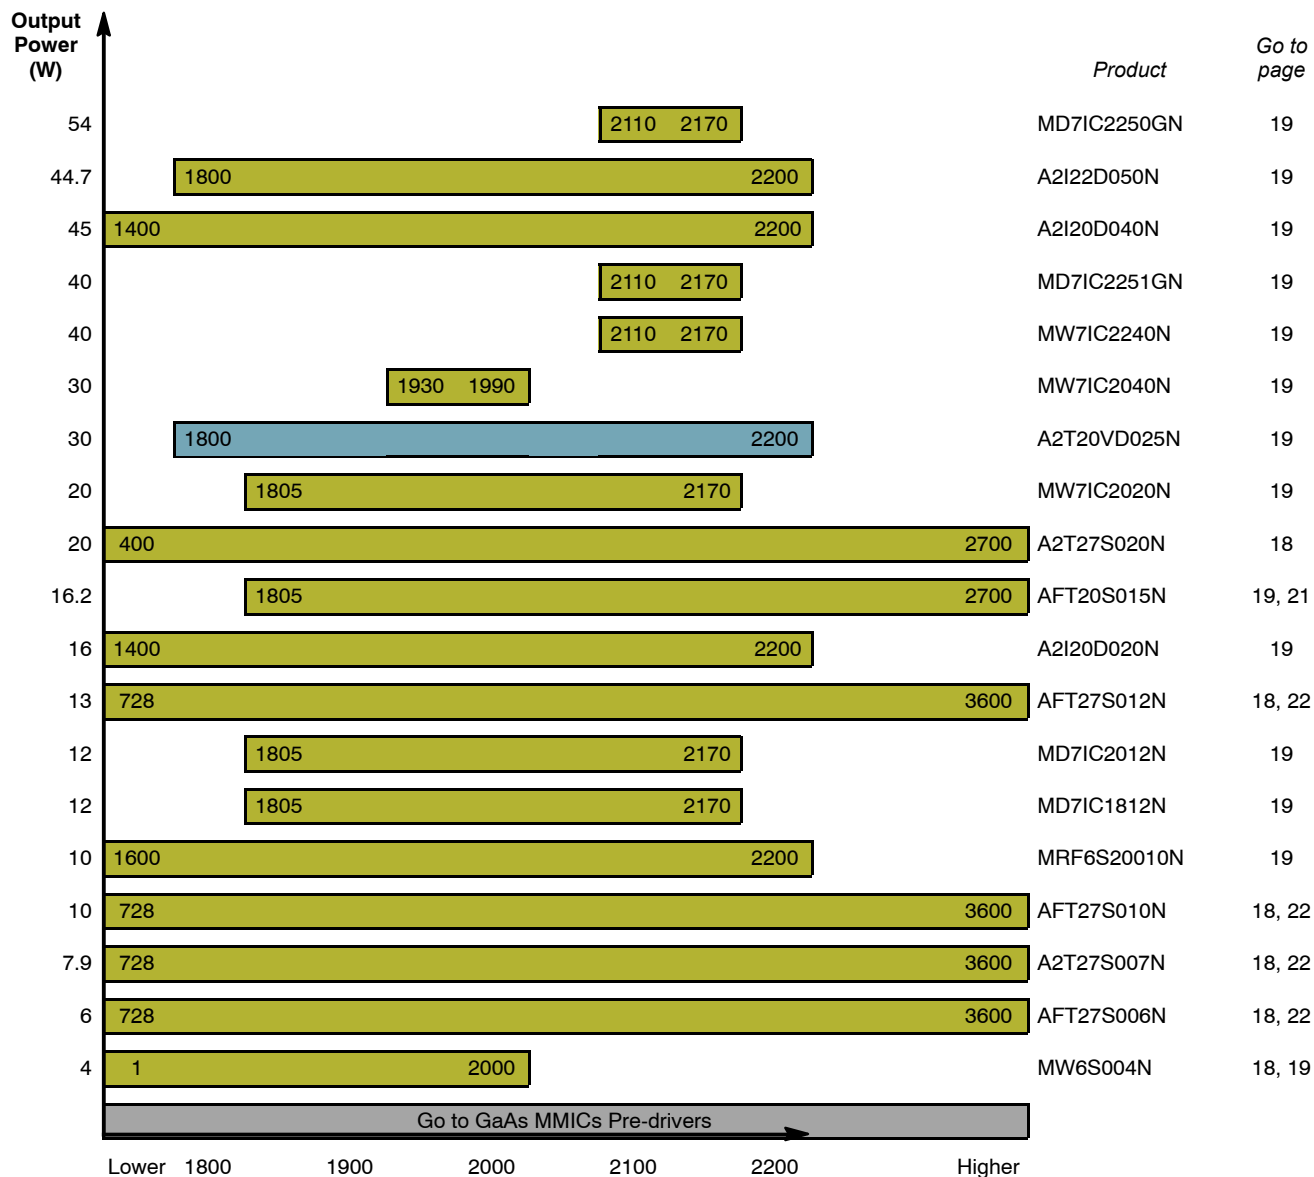 Output
Power
(W)
Product
Go to
page
54 2110 2170 MD7IC2250GN 19
44.7 1800 2200 A2I22D050N 19
45 1400 2200 A2I20D040N 19
40 2110 2170 MD7IC2251GN 19
40 2110 2170 MW7IC2240N 19
30 1930 1990 MW7IC2040N 19
30 1800 2200 A2T20VD025N 19
20 1805 2170 MW7IC2020N 19
20 400 2700 A2T27S020N 18
16.2 1805 2700 AFT20S015N 19, 21
16 1400 2200 A2I20D020N 19
13 728 3600 AFT27S012N 18, 22
12 1805 2170 MD7IC2012N 19
12 1805 2170 MD7IC1812N 19
10 1600 2200 MRF6S20010N 19
10 728 3600 AFT27S010N 18, 22
7.9 728 3600 A2T27S007N 18, 22
6 728 3600 AFT27S006N 18, 22
4 1 2000 MW6S004N 18, 19
Go to GaAs MMICs Pre-drivers
Lower 1800 1900 2000 2100 2200 Higher